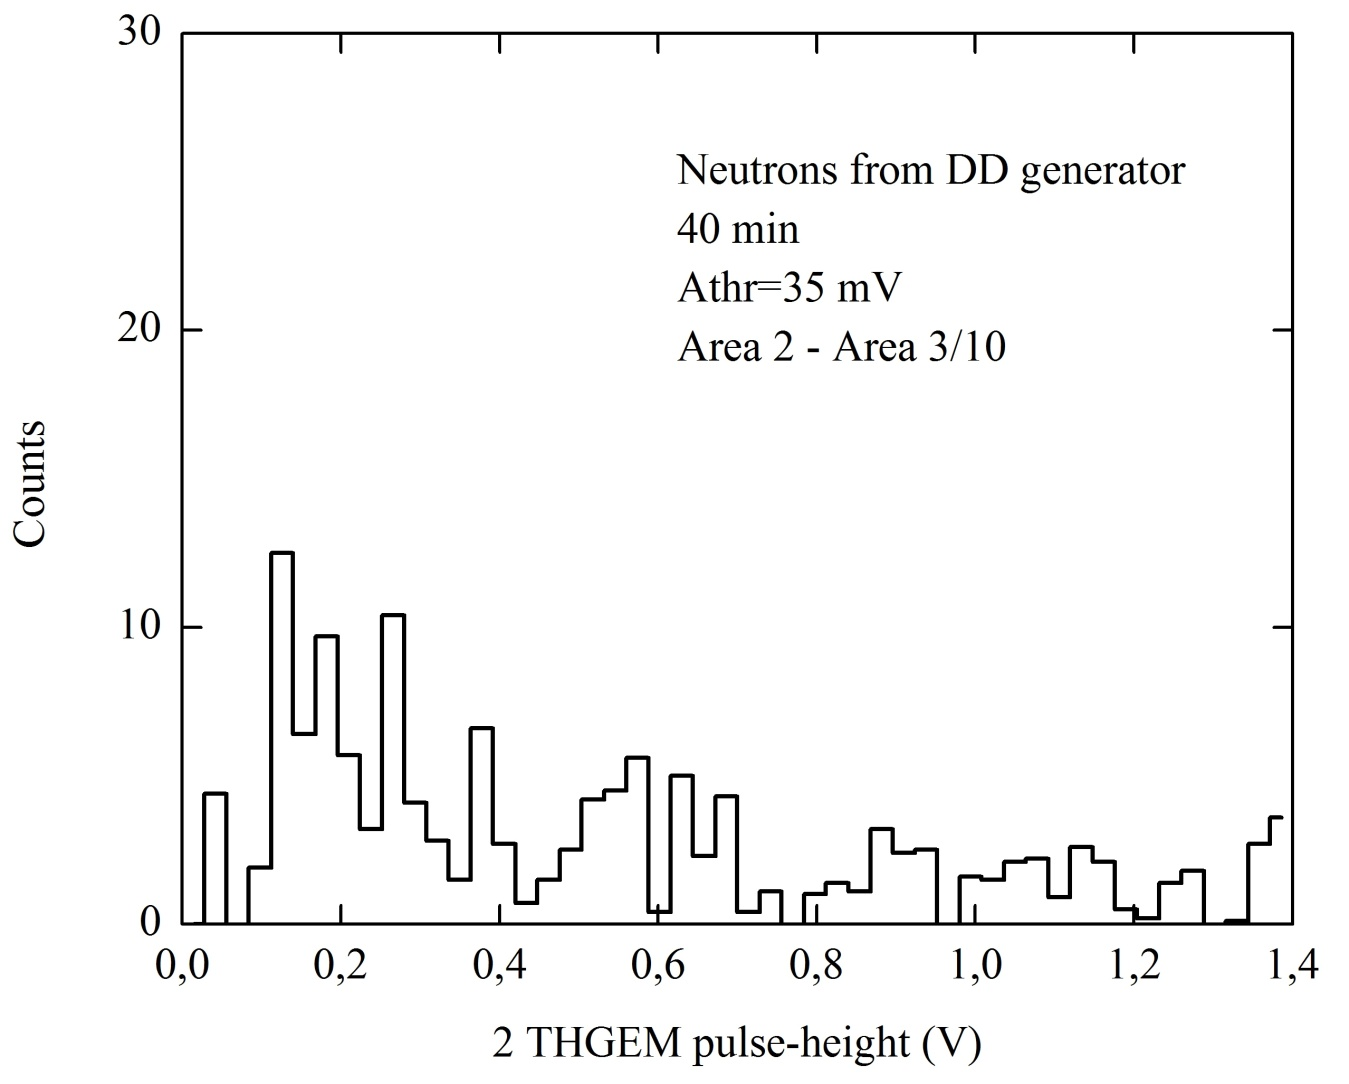 30
20
10
0
Counts
Neutrons from DD generator
40 min
Athr=35 mV
Area 2 - Area 3/10
0,0 0,2 0,4 0,6 0,8 1,0 1,2 1,4
2 THGEM pulse-height (V)